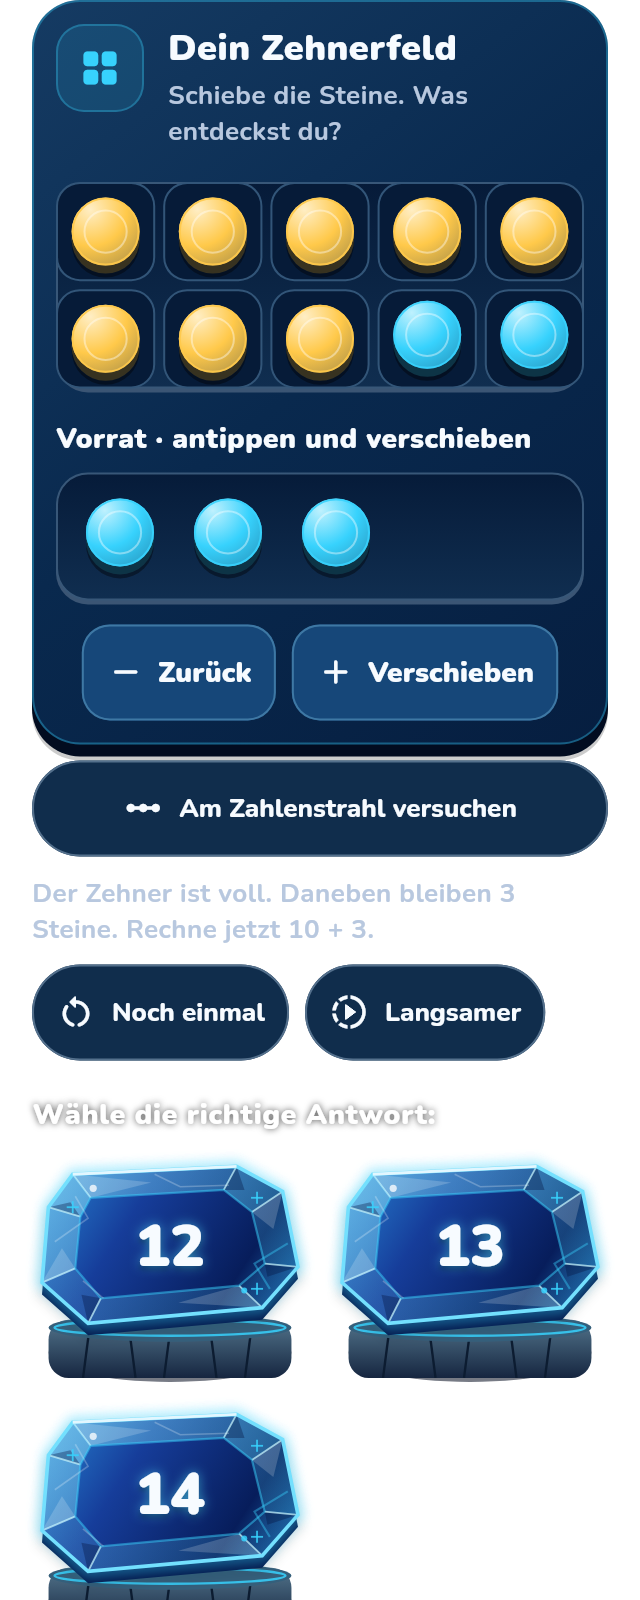 Dein Zehnerfeld
Schiebe die Steine. Was
entdeckst du?
Vorrat · antippen und verschieben
− Zurück
+ Verschieben
Am Zahlenstrahl versuchen
Der Zehner ist voll. Daneben bleiben 3
Steine. Rechne jetzt 10 + 3.
Noch einmal
Langsamer
Wähle die richtige Antwort:
12
13
14